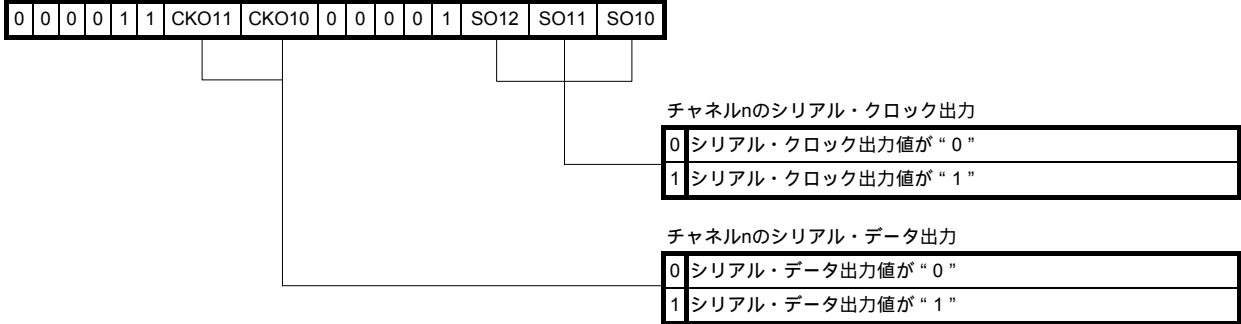 0 0 0 0 1 1 CKO11 CKO10 0 0 0 0 1 SO12 SO11 SO10
チャネルnのシリアル・クロック出力
0 シリアル・クロック出力値が“0”
1 シリアル・クロック出力値が“1”
チャネルnのシリアル・データ出力
0 シリアル・データ出力値が“0”
1 シリアル・データ出力値が“1”